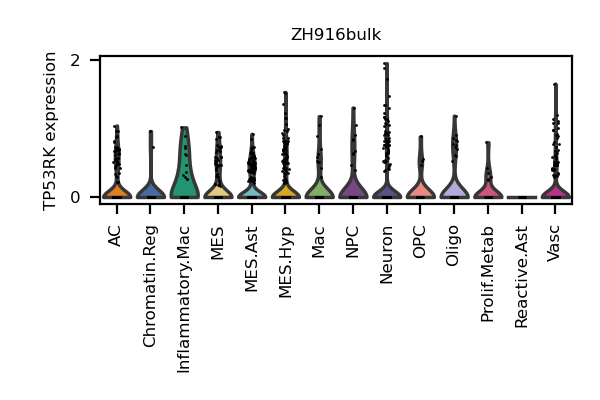 ZH916bulk
TP53RK expression
2
0
AC
Chromatin.Reg
Inflammatory.Mac
MES
MES.Ast
MES.Hyp
Mac
NPC
Neuron
OPC
Oligo
Prolif.Metab
Reactive.Ast
Vasc